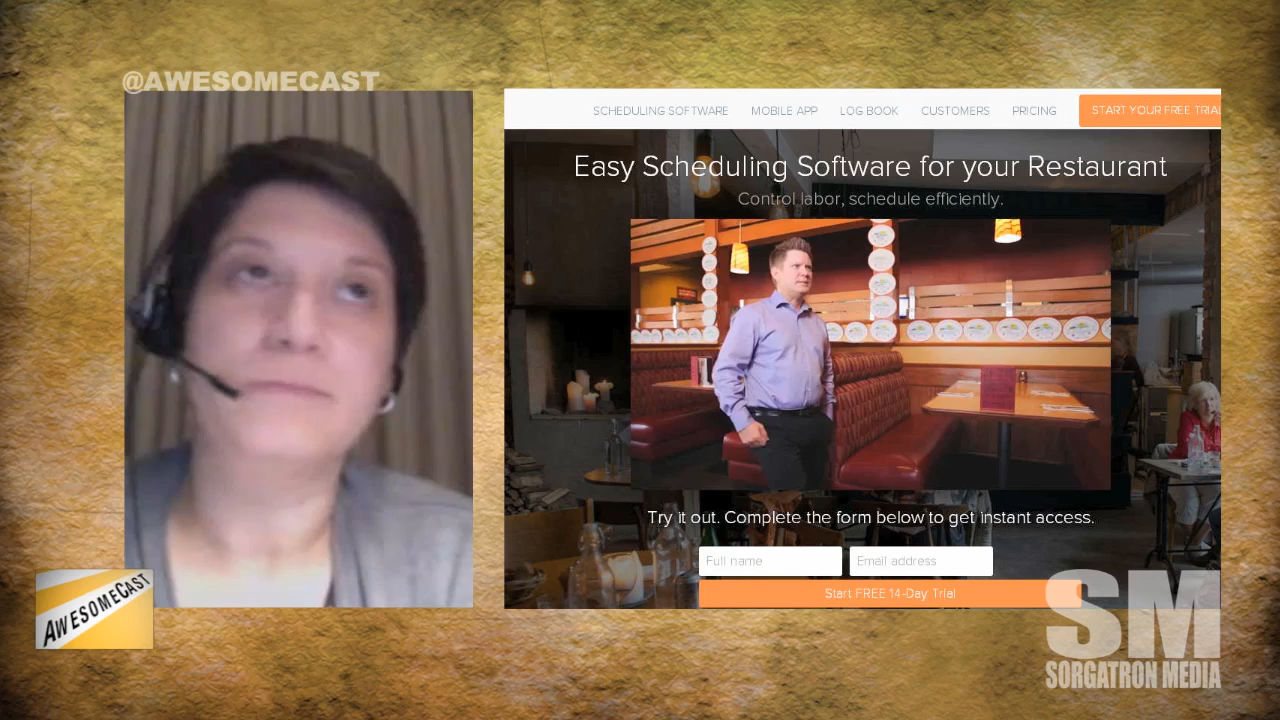 @AWESOMECAST
SCHEDULING SOFTWARE MOBILE APP LOG BOOK CUSTOMERS PRICING START YOUR FREE TRIAL
Easy Scheduling Software for your Restaurant
Control labor, schedule efficiently.
Try it out. Complete the form below to get instant access.
Full name Email address
Start FREE 14-Day Trial
AWESOMECAST
SM
SORGATRON MEDIA